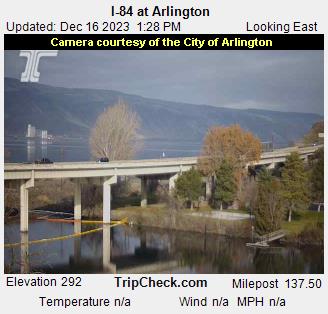 I-84 at Arlington
Updated: Dec 16 2023 1:28 PM Looking East
Camera courtesy of the City of Arlington
Elevation 292 TripCheck.com Milepost 137.50
Temperature n/a Wind n/a MPH n/a